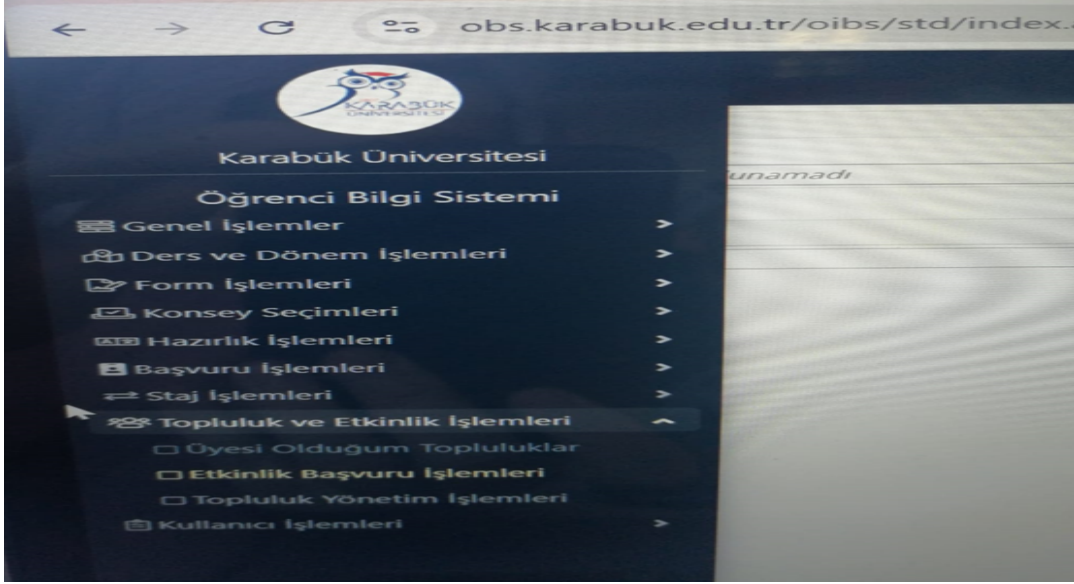 obs.karabuk.edu.tr/oibs/std/index.
KARABÜK
ÜNİVERSİTESİ
Karabük Üniversitesi
unamadı
Öğrenci Bilgi Sistemi
Genel İşlemler
Ders ve Dönem İşlemleri
Form İşlemleri
Konsey Seçimleri
Hazırlık İşlemleri
Başvuru İşlemleri
Staj İşlemleri
Topluluk ve Etkinlik İşlemleri
Üyesi Olduğum Topluluklar
Etkinlik Başvuru İşlemleri
Topluluk Yönetim İşlemleri
Kullanıcı İşlemleri